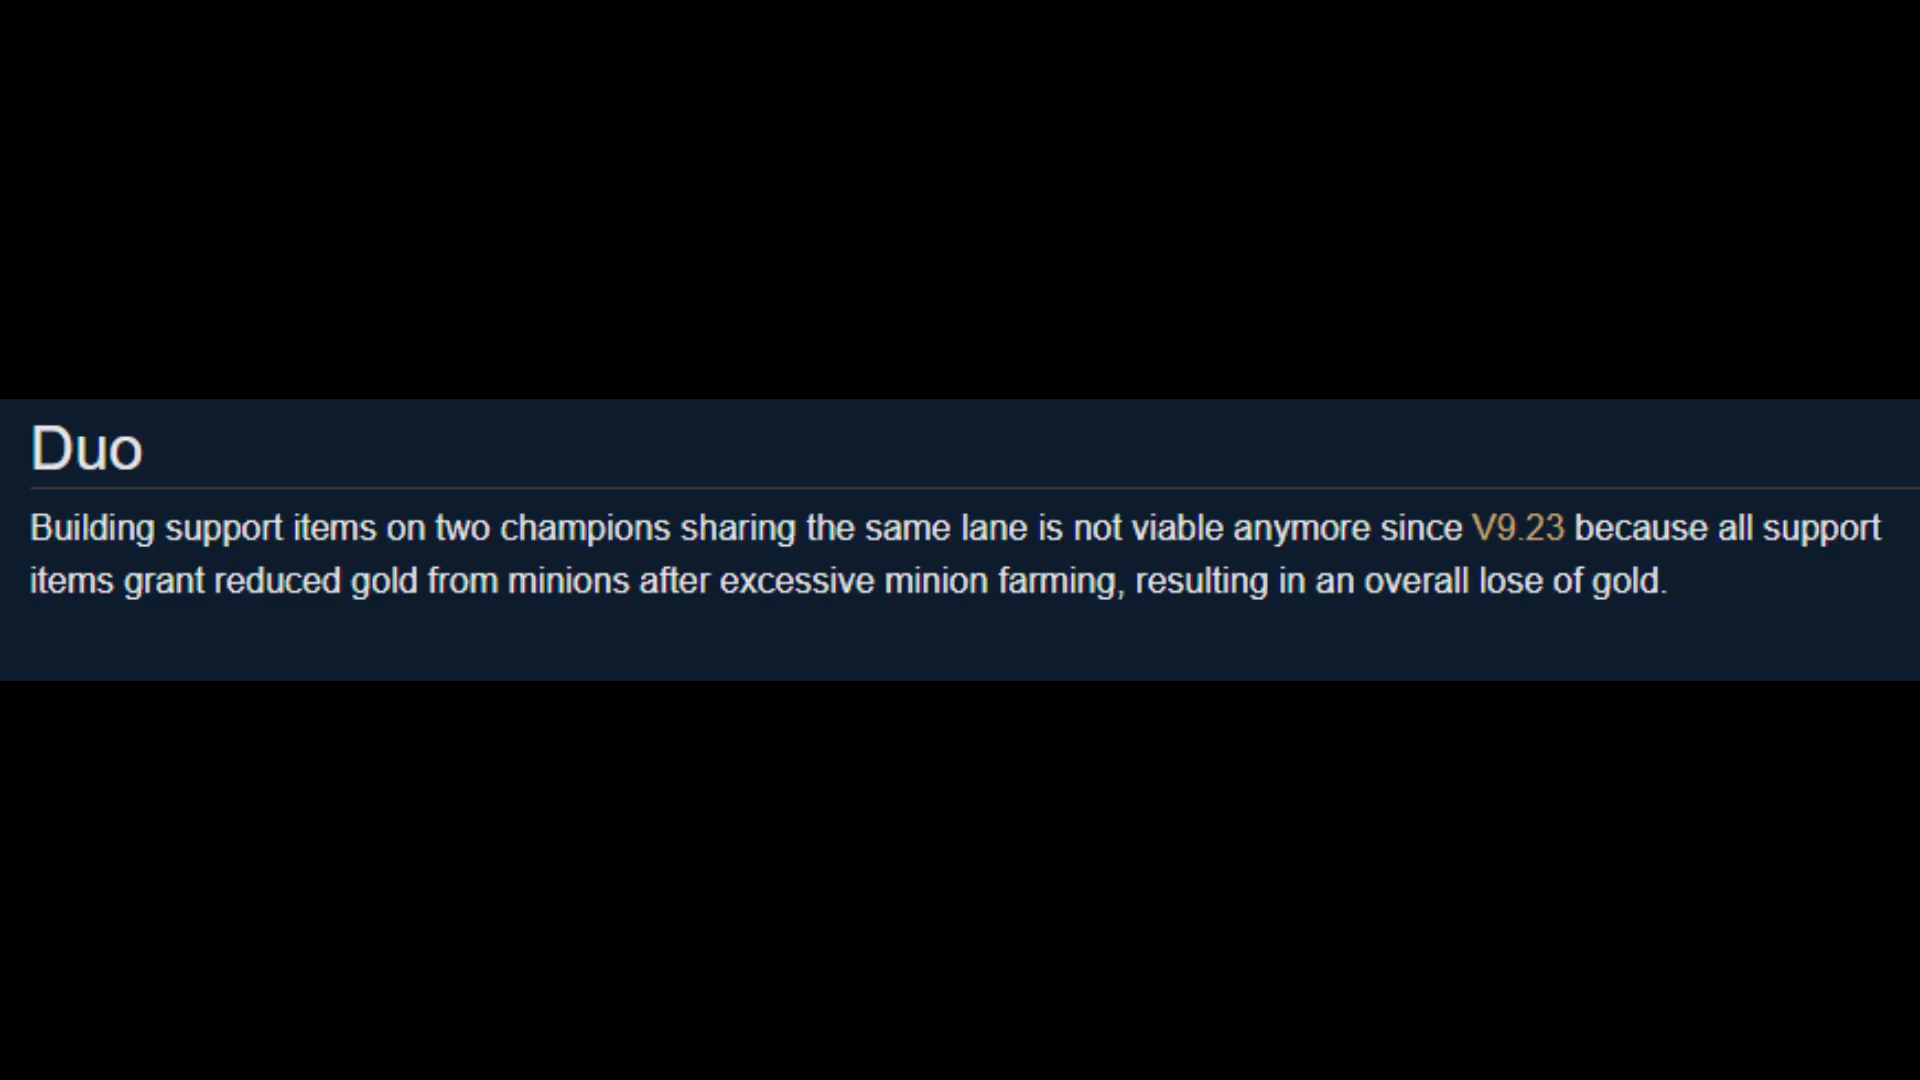 Duo
Building support items on two champions sharing the same lane is not viable anymore since V9.23 because all support
items grant reduced gold from minions after excessive minion farming, resulting in an overall lose of gold.